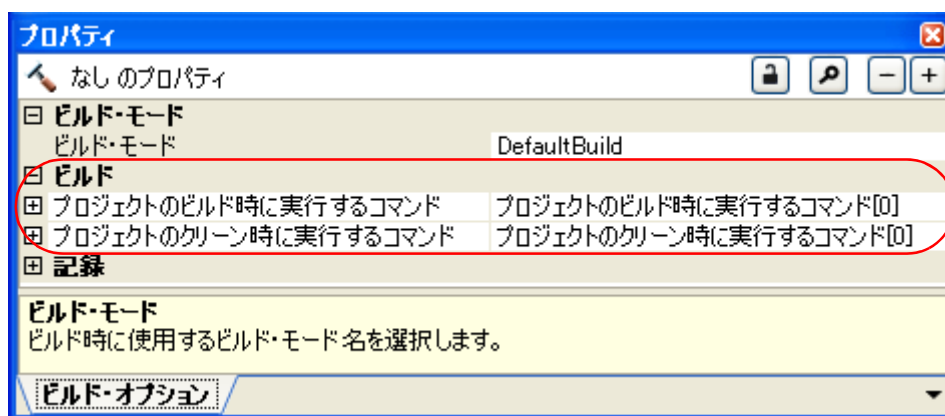 プロパティ
なし のプロパティ
ビルド・モード
ビルド・モード DefaultBuild
ビルド
プロジェクトのビルド時に実行するコマンド プロジェクトのビルド時に実行するコマンド[0]
プロジェクトのクリーン時に実行するコマンド プロジェクトのクリーン時に実行するコマンド[0]
記録
ビルド・モード
ビルド時に使用するビルド・モード名を選択します。
ビルド・オプション